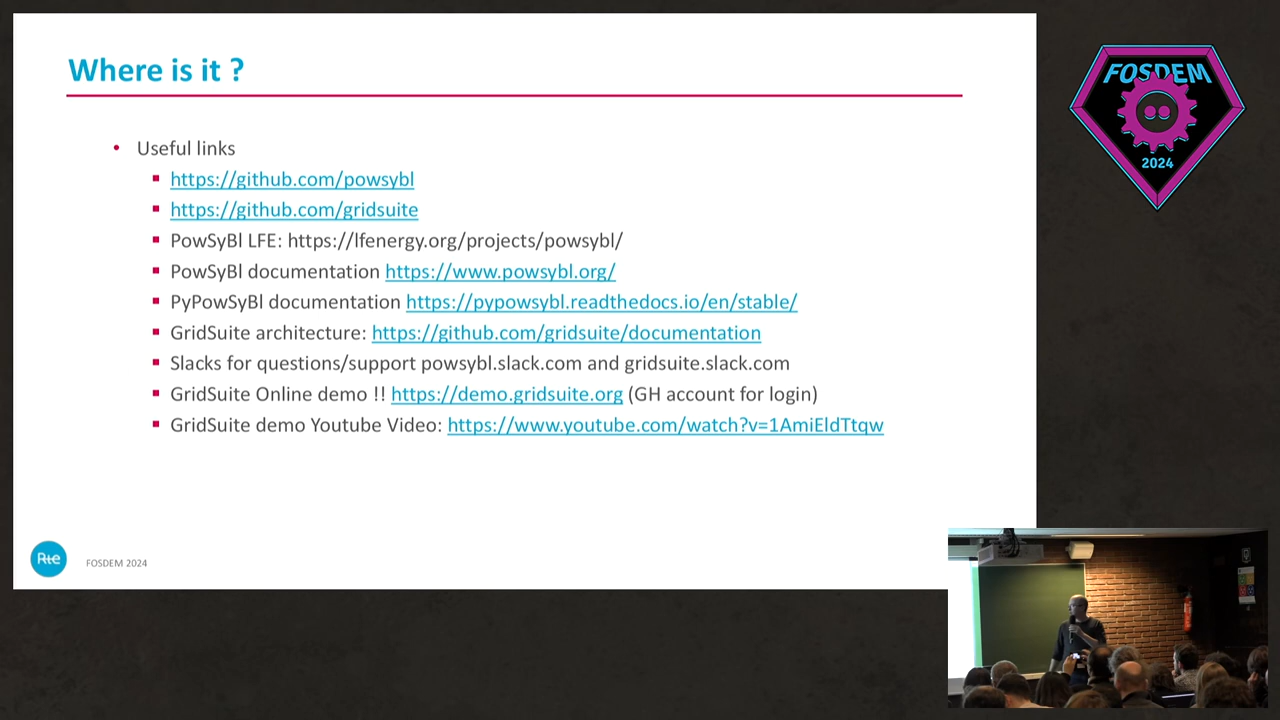 Where is it ?
Useful links
https://github.com/powsybl
https://github.com/gridsuite
PowSyBl LFE: https://lfenergy.org/projects/powsybl/
PowSyBl documentation https://www.powsybl.org/
PyPowSyBl documentation https://pypowsybl.readthedocs.io/en/stable/
GridSuite architecture: https://github.com/gridsuite/documentation
Slacks for questions/support powsybl.slack.com and gridsuite.slack.com
GridSuite Online demo !! https://demo.gridsuite.org (GH account for login)
GridSuite demo Youtube Video: https://www.youtube.com/watch?v=1AmiEldTtqw
Rte
FOSDEM 2024
FOSDEM
2024